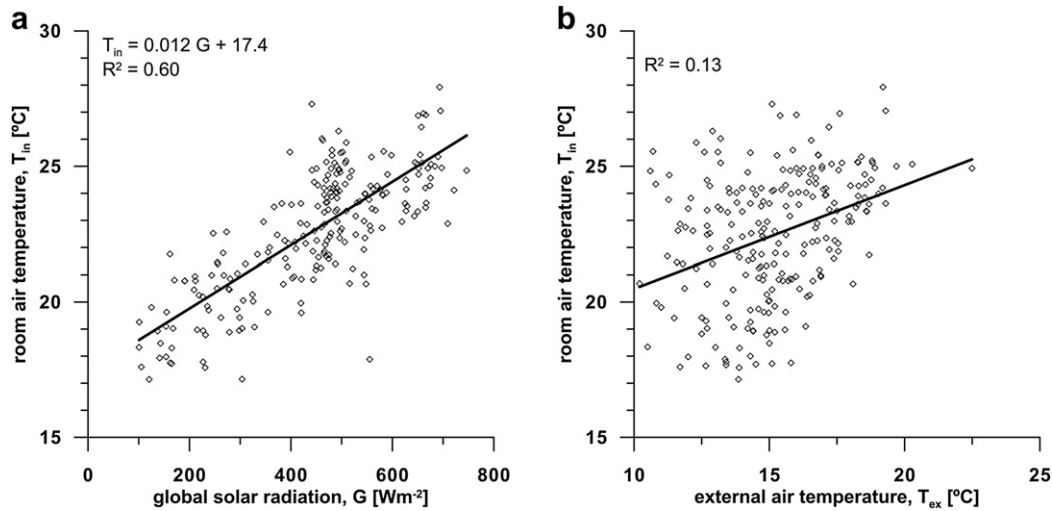 a
T_in = 0.012 G + 17.4
R² = 0.60
room air temperature, T_in [ºC]
30
25
20
15
0 200 400 600 800
global solar radiation, G [Wm⁻²]
b
R² = 0.13
room air temperature, T_in [ºC]
30
25
20
15
10 15 20 25
external air temperature, T_ex [ºC]